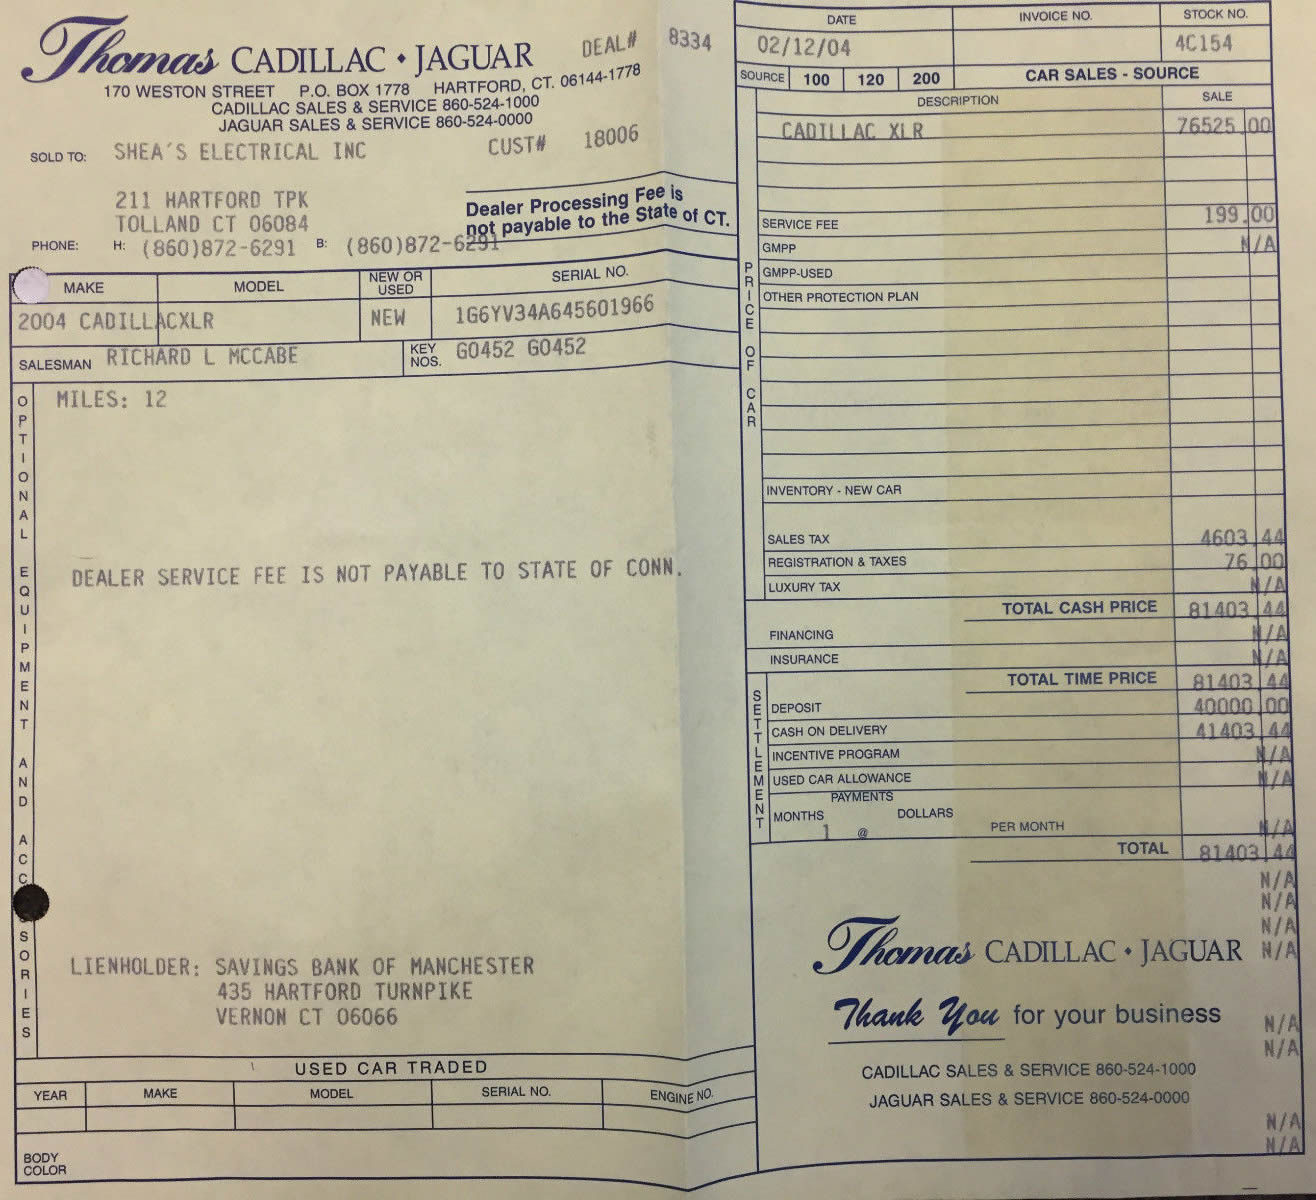 Thomas CADILLAC • JAGUAR
DEAL# 8334
170 WESTON STREET P.O. BOX 1778 HARTFORD, CT. 06144-1778
CADILLAC SALES & SERVICE 860-524-1000
JAGUAR SALES & SERVICE 860-524-0000
SOLD TO: SHEA'S ELECTRICAL INC CUST# 18006
211 HARTFORD TPK
TOLLAND CT 06084
Dealer Processing Fee is
not payable to the State of CT.
PHONE: H: (860)872-6291 B: (860)872-6291
MAKE MODEL NEW OR USED SERIAL NO.
2004 CADILLACXLR NEW 1G6YV34A645601966
SALESMAN RICHARD L MCCABE KEY NOS. G0452 G0452
OPTIONAL EQUIPMENT AND ACC SSORIES
MILES: 12
DEALER SERVICE FEE IS NOT PAYABLE TO STATE OF CONN.
LIENHOLDER: SAVINGS BANK OF MANCHESTER
435 HARTFORD TURNPIKE
VERNON CT 06066
USED CAR TRADED
YEAR MAKE MODEL SERIAL NO. ENGINE NO.
BODY
COLOR
DATE INVOICE NO. STOCK NO.
02/12/04 4C154
SOURCE 100 120 200 CAR SALES - SOURCE
DESCRIPTION SALE
PRICE OF CAR
CADILLAC XLR 76525 00
SERVICE FEE 199.00
GMPP N/A
GMPP-USED
OTHER PROTECTION PLAN
INVENTORY - NEW CAR
SALES TAX 4603.44
REGISTRATION & TAXES 76.00
LUXURY TAX N/A
TOTAL CASH PRICE 81403.44
FINANCING N/A
INSURANCE N/A
TOTAL TIME PRICE 81403.44
SETTLEMENT
DEPOSIT 40000.00
CASH ON DELIVERY 41403.44
INCENTIVE PROGRAM N/A
USED CAR ALLOWANCE N/A
PAYMENTS
MONTHS 1 @ DOLLARS PER MONTH N/A
TOTAL 81403.44
N/A
N/A
N/A
Thomas CADILLAC • JAGUAR N/A
Thank You for your business N/A
N/A
CADILLAC SALES & SERVICE 860-524-1000
JAGUAR SALES & SERVICE 860-524-0000
N/A
N/A